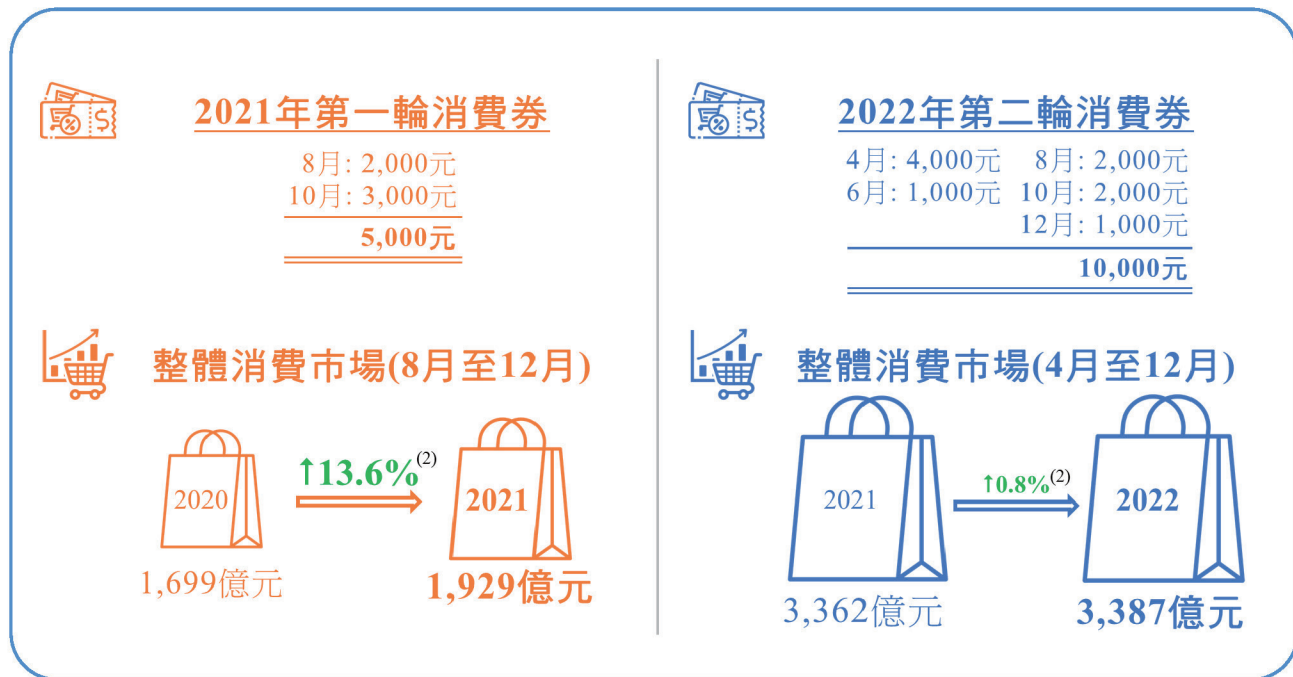 2021年第一輪消費券
8月: 2,000元
10月: 3,000元
5,000元
整體消費市場(8月至12月)
2020
↑13.6%(2)
2021
1,699億元
1,929億元
2022年第二輪消費券
4月: 4,000元 8月: 2,000元
6月: 1,000元 10月: 2,000元
12月: 1,000元
10,000元
整體消費市場(4月至12月)
2021
↑0.8%(2)
2022
3,362億元
3,387億元